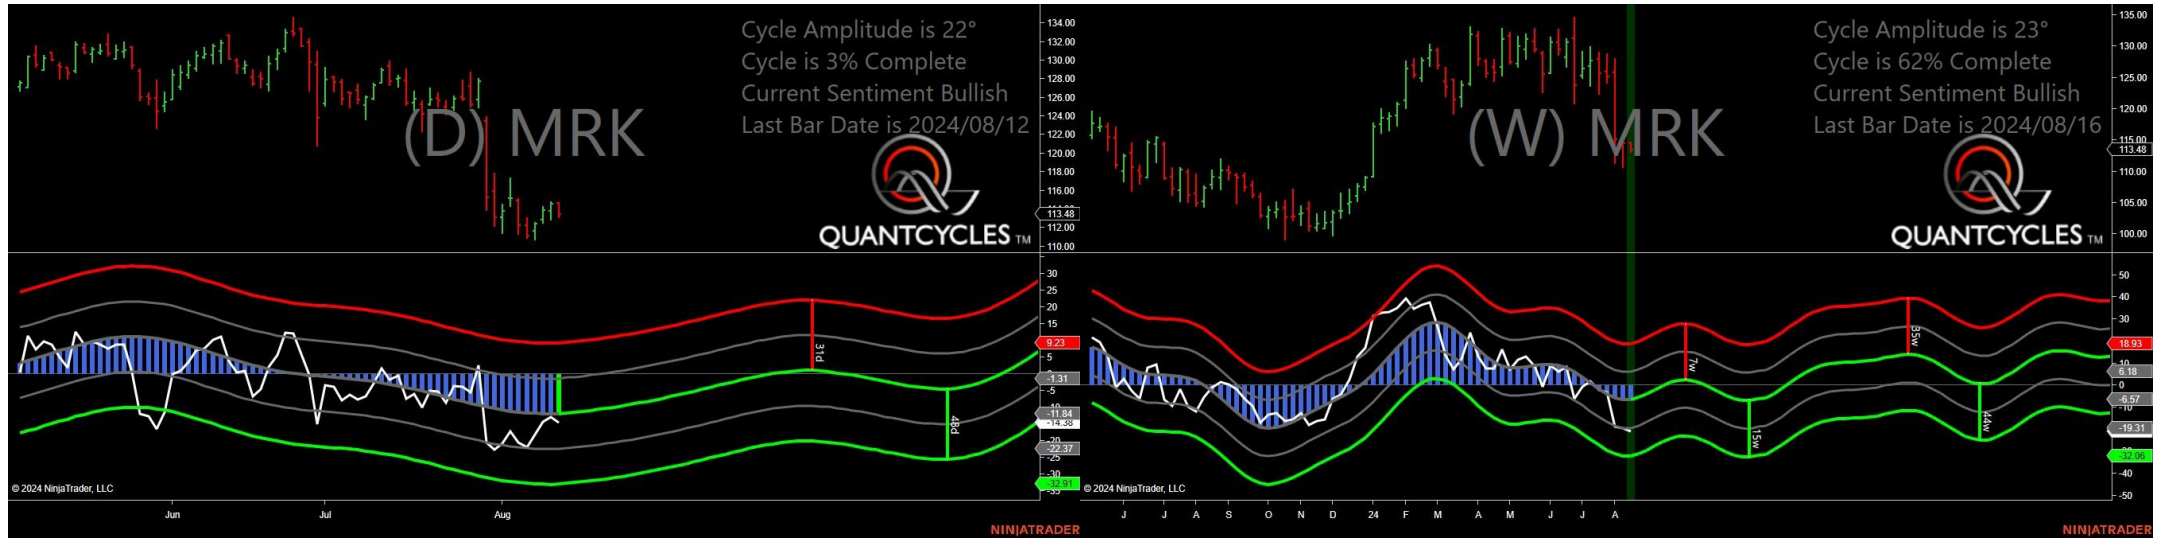 Cycle Amplitude is 22°
Cycle is 3% Complete
Current Sentiment Bullish
Last Bar Date is 2024/08/12
(D) MRK
QUANTCYCLES TM
134.00
132.00
130.00
128.00
126.00
124.00
122.00
120.00
118.00
116.00
113.48
112.00
110.00
30
25
20
15
9.23
5
-1.31
-5
-11.84
-14.38
-20
-22.37
-25
-30
-32.91
-35
31d
48d
© 2024 NinjaTrader, LLC
Jun
Jul
Aug
NINJATRADER
Cycle Amplitude is 23°
Cycle is 62% Complete
Current Sentiment Bullish
Last Bar Date is 2024/08/16
(W) MRK
QUANTCYCLES TM
135.00
130.00
125.00
120.00
115.00
113.48
110.00
105.00
100.00
50
40
30
18.93
10
6.18
0
-6.57
-10
-19.31
-32.06
-40
-50
7w
15w
35w
44w
© 2024 NinjaTrader, LLC
J
J
A
S
O
N
D
24
F
M
A
M
J
J
A
NINJATRADER